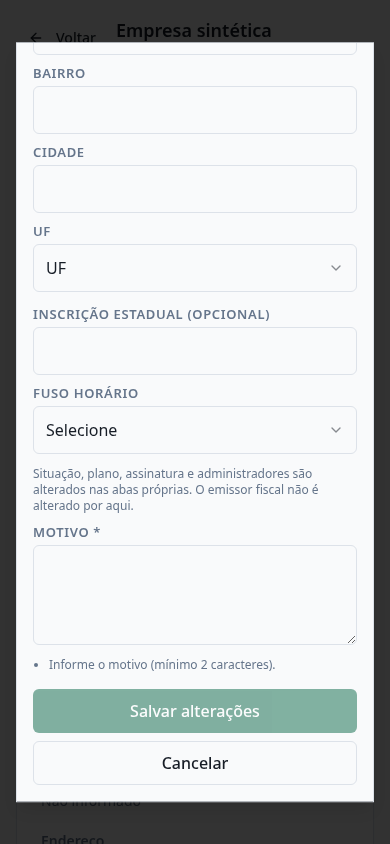 Voltar
Empresa sintética
BAIRRO
CIDADE
UF
UF
INSCRIÇÃO ESTADUAL (OPCIONAL)
FUSO HORÁRIO
Selecione
Situação, plano, assinatura e administradores são
alterados nas abas próprias. O emissor fiscal não é
alterado por aqui.
MOTIVO *
• Informe o motivo (mínimo 2 caracteres).
Salvar alterações
Cancelar
Não informado
Endereço